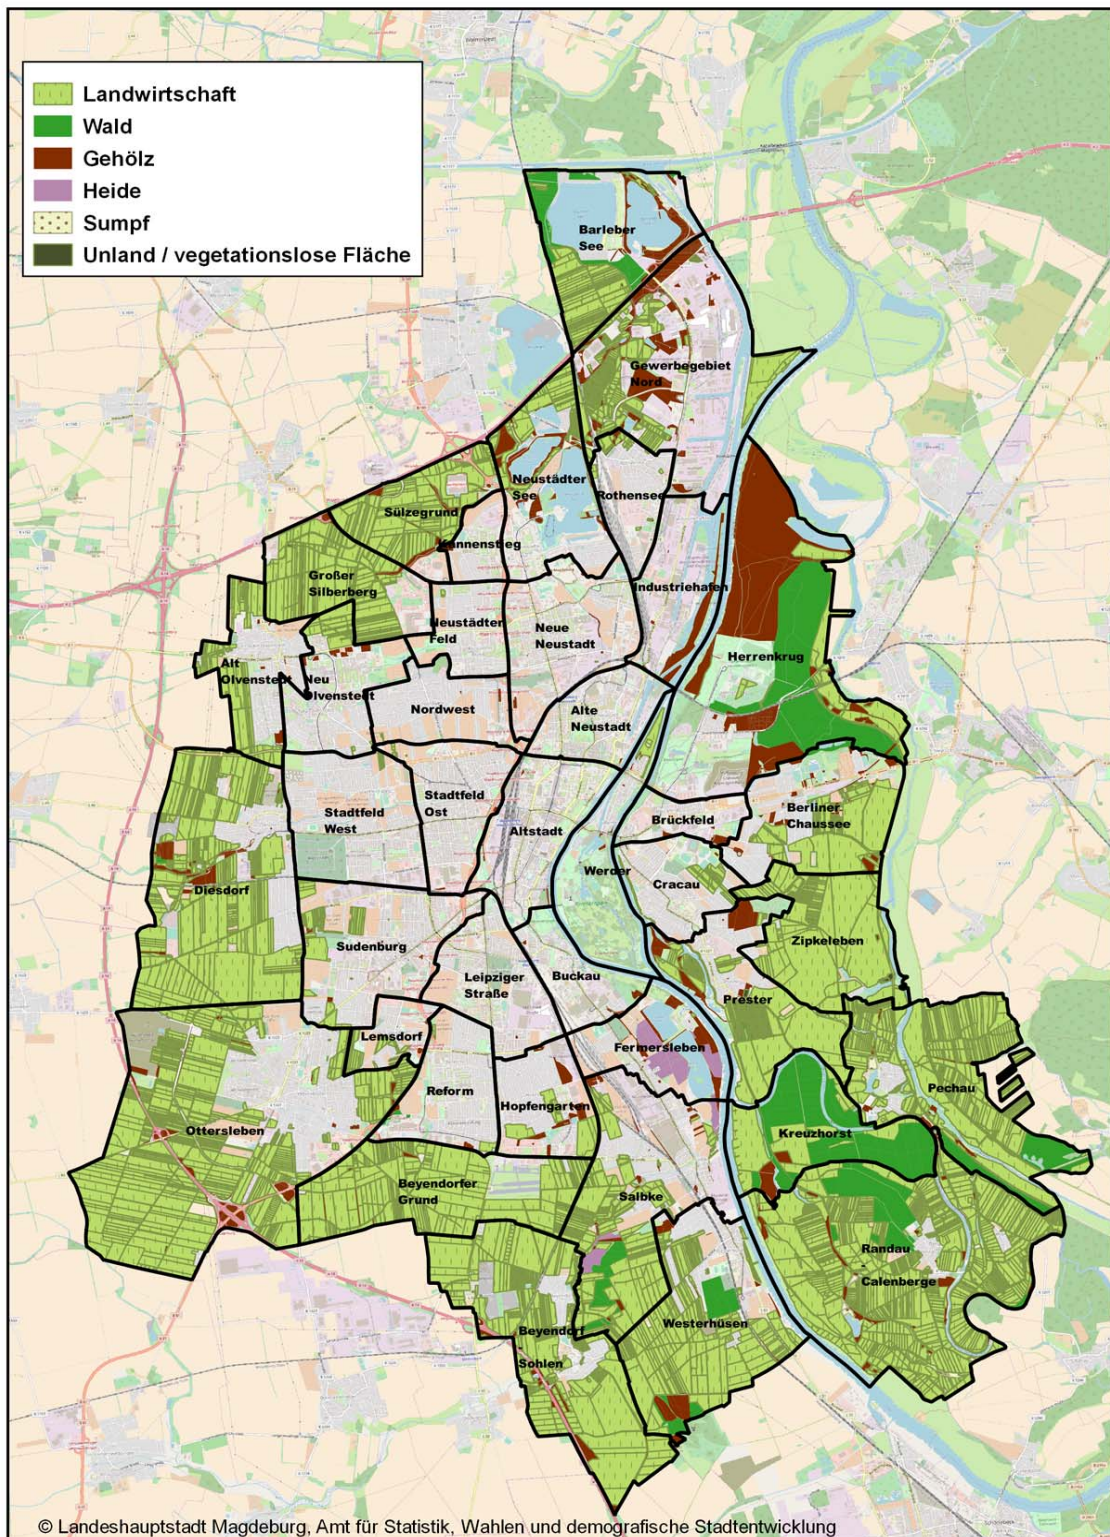 Landwirtschaft
Wald
Gehölz
Heide
Sumpf
Unland / vegetationslose Fläche
Barleber
See
Gewerbegebiet
Nord
Neustädter
See
Rothensee
Sülzegrund
Kannenstieg
Großer
Silberberg
Industriehafen
Neustädter
Feld
Neue
Neustadt
Herrenkrug
Alt
Olvenstedt
Neu
Olvenstedt
Nordwest
Alte
Neustadt
Stadtfeld
Ost
Stadtfeld
West
Altstadt
Brückfeld
Berliner
Chaussee
Werder
Cracau
Diesdorf
Sudenburg
Zipkeleben
Leipziger
Straße
Buckau
Prester
Lemsdorf
Fermersleben
Reform
Hopfengarten
Pechau
Ottersleben
Kreuzhorst
Beyendorfer
Grund
Salbke
Randau
-
Calenberge
Westerhüsen
Beyendorf
-
Sohlen
© Landeshauptstadt Magdeburg, Amt für Statistik, Wahlen und demografische Stadtentwicklung